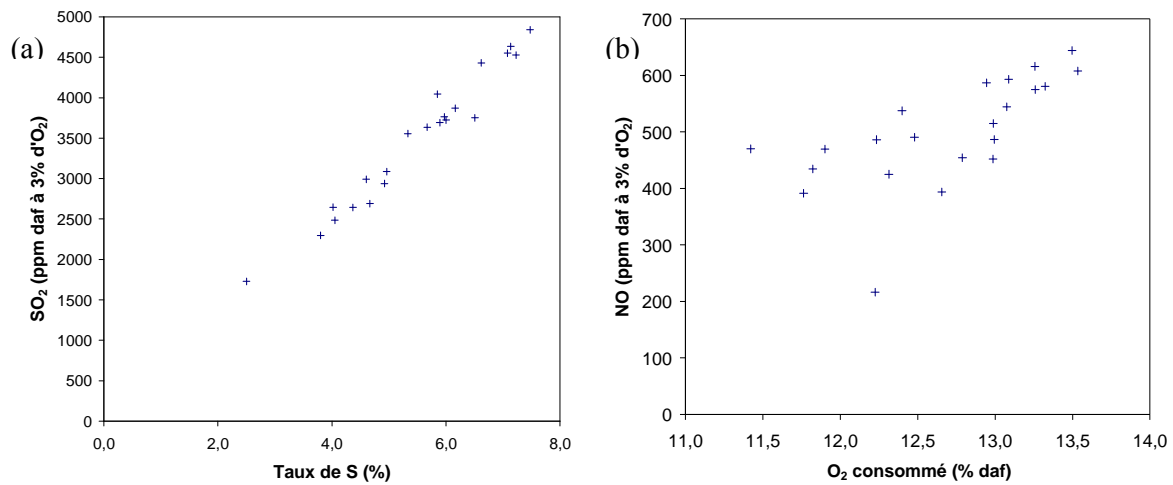 (a)
SO₂ (ppm daf à 3% d'O₂)
5000
4500
4000
3500
3000
2500
2000
1500
1000
500
0
0,0 2,0 4,0 6,0 8,0
Taux de S (%)
(b)
NO (ppm daf à 3% d'O₂)
700
600
500
400
300
200
100
0
11,0 11,5 12,0 12,5 13,0 13,5 14,0
O₂ consommé (% daf)